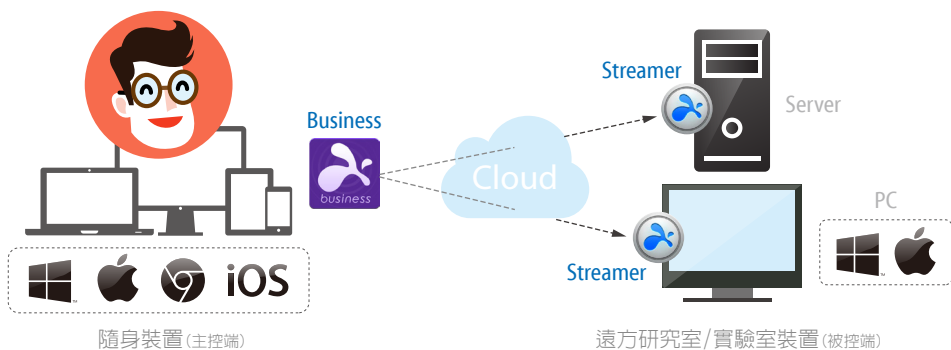 Business
business
iOS
隨身裝置(主控端)
Cloud
Streamer
Server
Streamer
PC
遠方研究室/實驗室裝置(被控端)